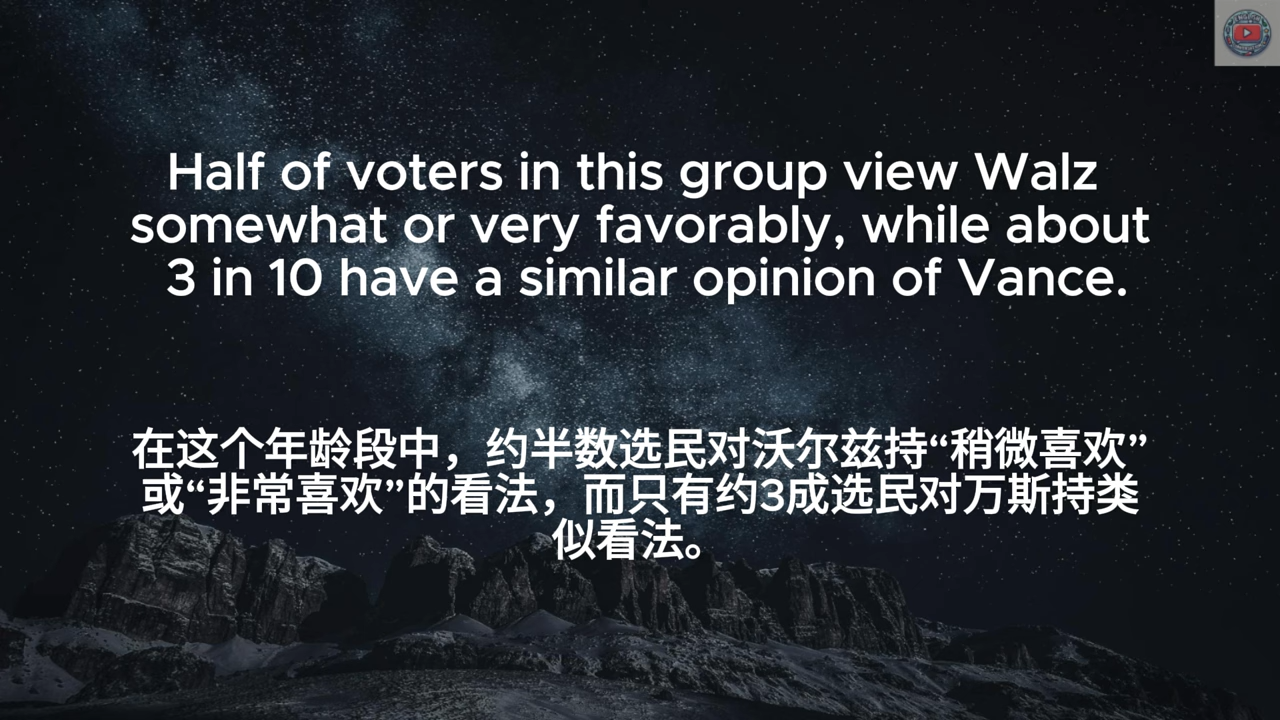 Half of voters in this group view Walz
somewhat or very favorably, while about
3 in 10 have a similar opinion of Vance.
在这个年龄段中，约半数选民对沃尔兹持“稍微喜欢”
或“非常喜欢”的看法，而只有约3成选民对万斯持类
似看法。